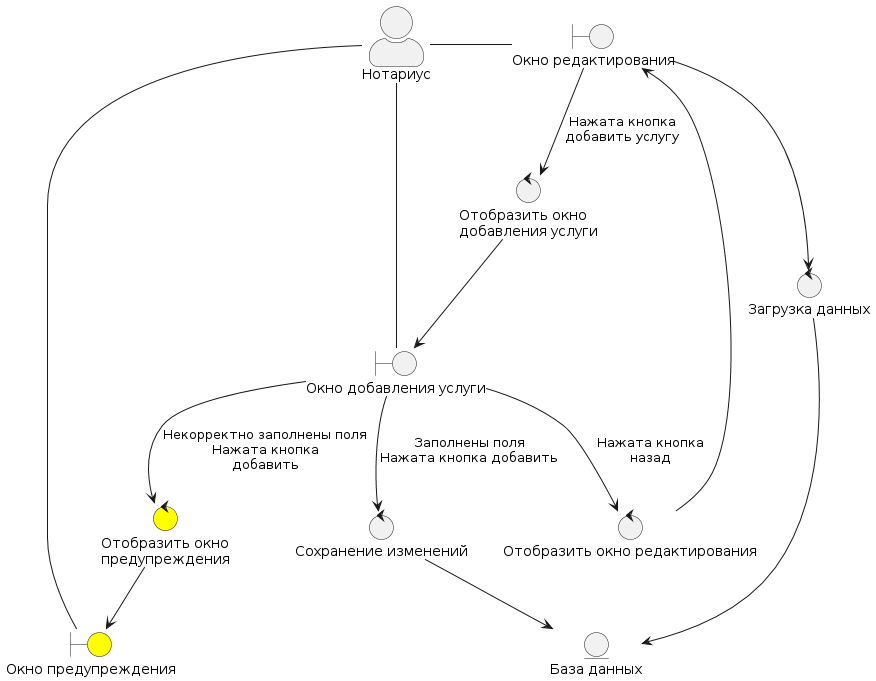 Нотариус
Окно редактирования
Нажата кнопка
добавить услугу
Отобразить окно
добавления услуги
Загрузка данных
Окно добавления услуги
Некорректно заполнены поля
Нажата кнопка
добавить
Заполнены поля
Нажата кнопка добавить
Нажата кнопка
назад
Отобразить окно
предупреждения
Сохранение изменений
Отобразить окно редактирования
Окно предупреждения
База данных